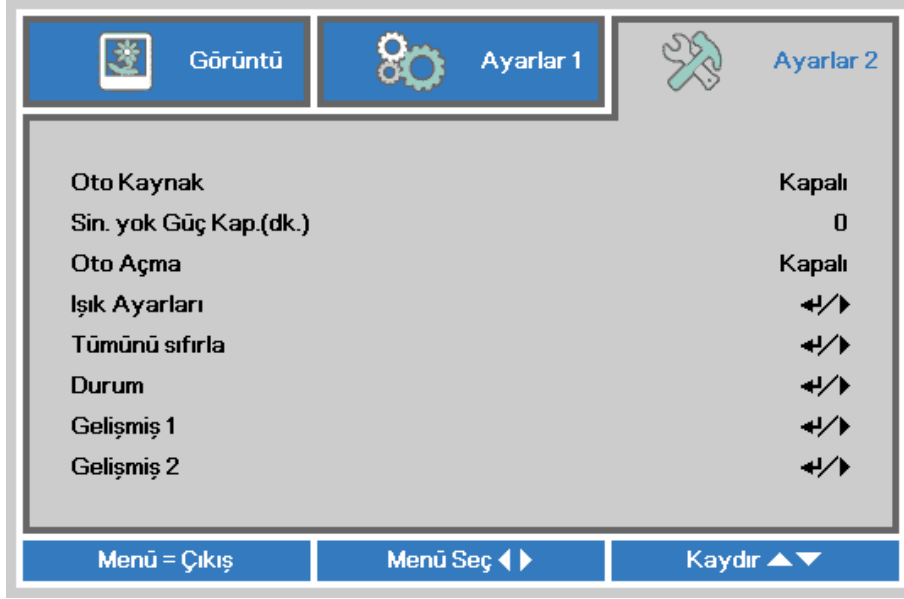 Görüntü
Ayarlar 1
Ayarlar 2
Oto Kaynak Kapalı
Sin. yok Güç Kap.(dk.) 0
Oto Açma Kapalı
Işık Ayarları ↵/▶
Tümünü sıfırla ↵/▶
Durum ↵/▶
Gelişmiş 1 ↵/▶
Gelişmiş 2 ↵/▶
Menü = Çıkış
Menü Seç ◀ ▶
Kaydır ▲▼